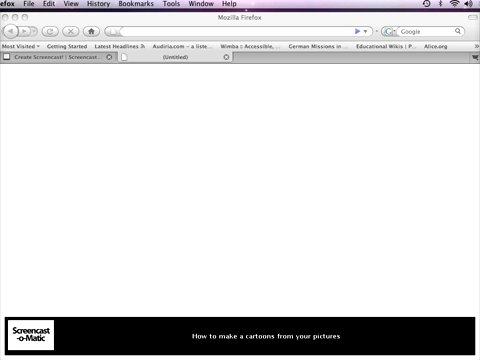 efox File Edit View History Bookmarks Tools Window Help
Mozilla Firefox
Google
Most Visited Getting Started Latest Headlines Audiria.com – a liste... Wimba :: Accessible,... German Missions in ... Educational Wikis | P... Alice.org »
Create Screencast! | Screencast... (Untitled)
Screencast
-o-Matic
How to make a cartoons from your pictures